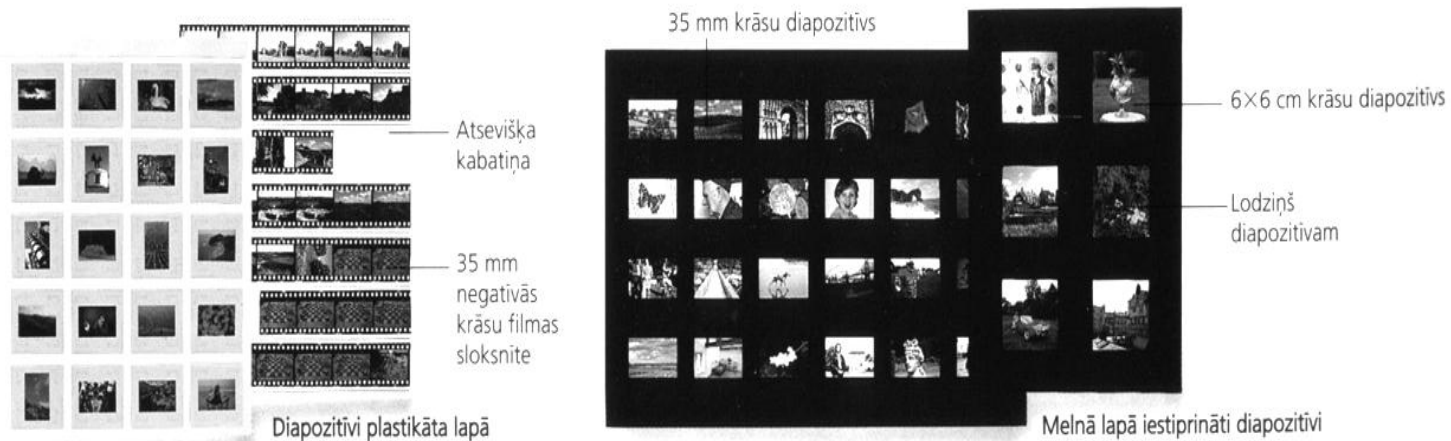 Atsevišķa
kabatiņa
35 mm
negatīvās
krāsu filmas
sloksnīte
Diapozitīvi plastikāta lapā
35 mm krāsu diapozitīvs
6×6 cm krāsu diapozitīvs
Lodziņš
diapozitīvam
Melnā lapā iestiprināti diapozitīvi